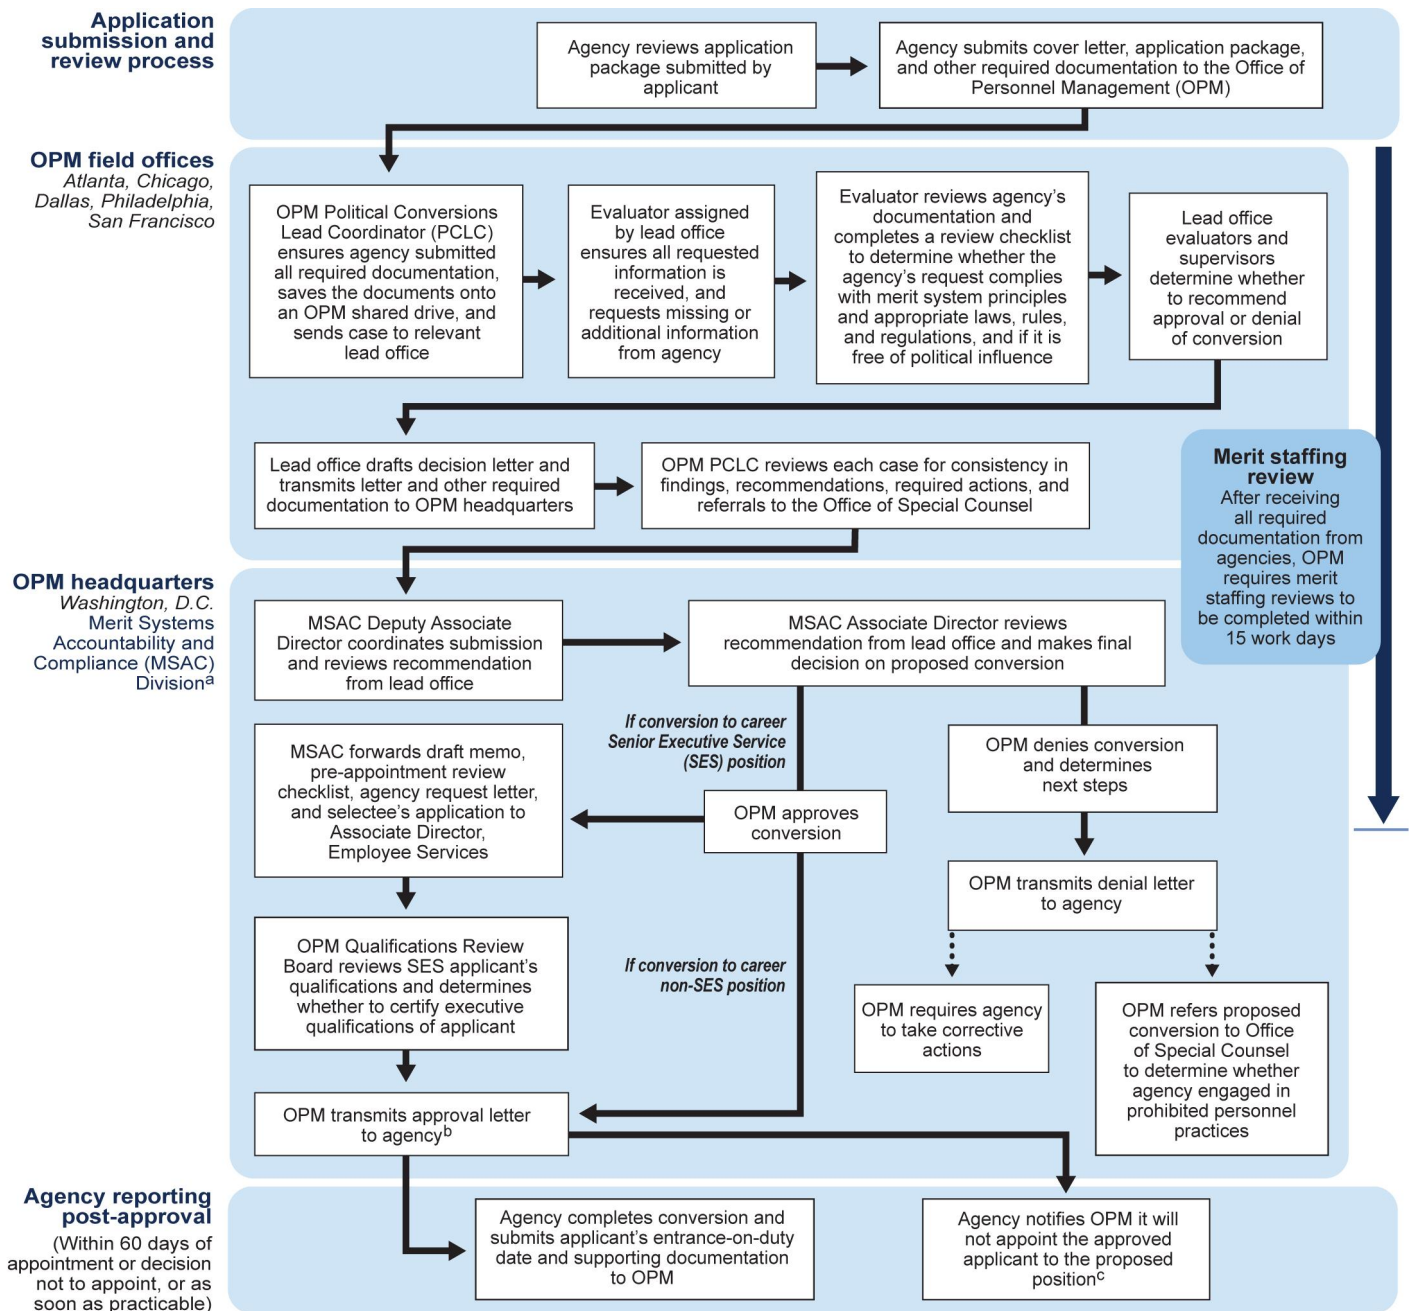 Application
submission and
review process
Agency reviews application
package submitted by
applicant
Agency submits cover letter, application package,
and other required documentation to the Office of
Personnel Management (OPM)
OPM field offices
Atlanta, Chicago,
Dallas, Philadelphia,
San Francisco
OPM Political Conversions
Lead Coordinator (PCLC)
ensures agency submitted
all required documentation,
saves the documents onto
an OPM shared drive, and
sends case to relevant
lead office
Evaluator assigned
by lead office
ensures all requested
information is
received, and
requests missing or
additional information
from agency
Evaluator reviews agency’s
documentation and
completes a review checklist
to determine whether the
agency’s request complies
with merit system principles
and appropriate laws, rules,
and regulations, and if it is
free of political influence
Lead office
evaluators and
supervisors
determine whether
to recommend
approval or denial
of conversion
Lead office drafts decision letter and
transmits letter and other required
documentation to OPM headquarters
OPM PCLC reviews each case for consistency in
findings, recommendations, required actions, and
referrals to the Office of Special Counsel
Merit staffing
review
After receiving
all required
documentation from
agencies, OPM
requires merit
staffing reviews to
be completed within
15 work days
OPM headquarters
Washington, D.C.
Merit Systems
Accountability and
Compliance (MSAC)
Divisionᵃ
MSAC Deputy Associate
Director coordinates submission
and reviews recommendation
from lead office
MSAC Associate Director reviews
recommendation from lead office and makes final
decision on proposed conversion
If conversion to career
Senior Executive Service
(SES) position
MSAC forwards draft memo,
pre-appointment review
checklist, agency request letter,
and selectee’s application to
Associate Director,
Employee Services
OPM approves
conversion
OPM denies conversion
and determines
next steps
OPM transmits denial letter
to agency
OPM Qualifications Review
Board reviews SES applicant’s
qualifications and determines
whether to certify executive
qualifications of applicant
If conversion to career
non-SES position
OPM requires agency
to take corrective
actions
OPM refers proposed
conversion to Office
of Special Counsel
to determine whether
agency engaged in
prohibited personnel
practices
OPM transmits approval letter
to agencyᵇ
Agency reporting
post-approval
(Within 60 days of
appointment or decision
not to appoint, or as
soon as practicable)
Agency completes conversion and
submits applicant’s entrance-on-duty
date and supporting documentation
to OPM
Agency notifies OPM it will
not appoint the approved
applicant to the proposed
positionᶜ